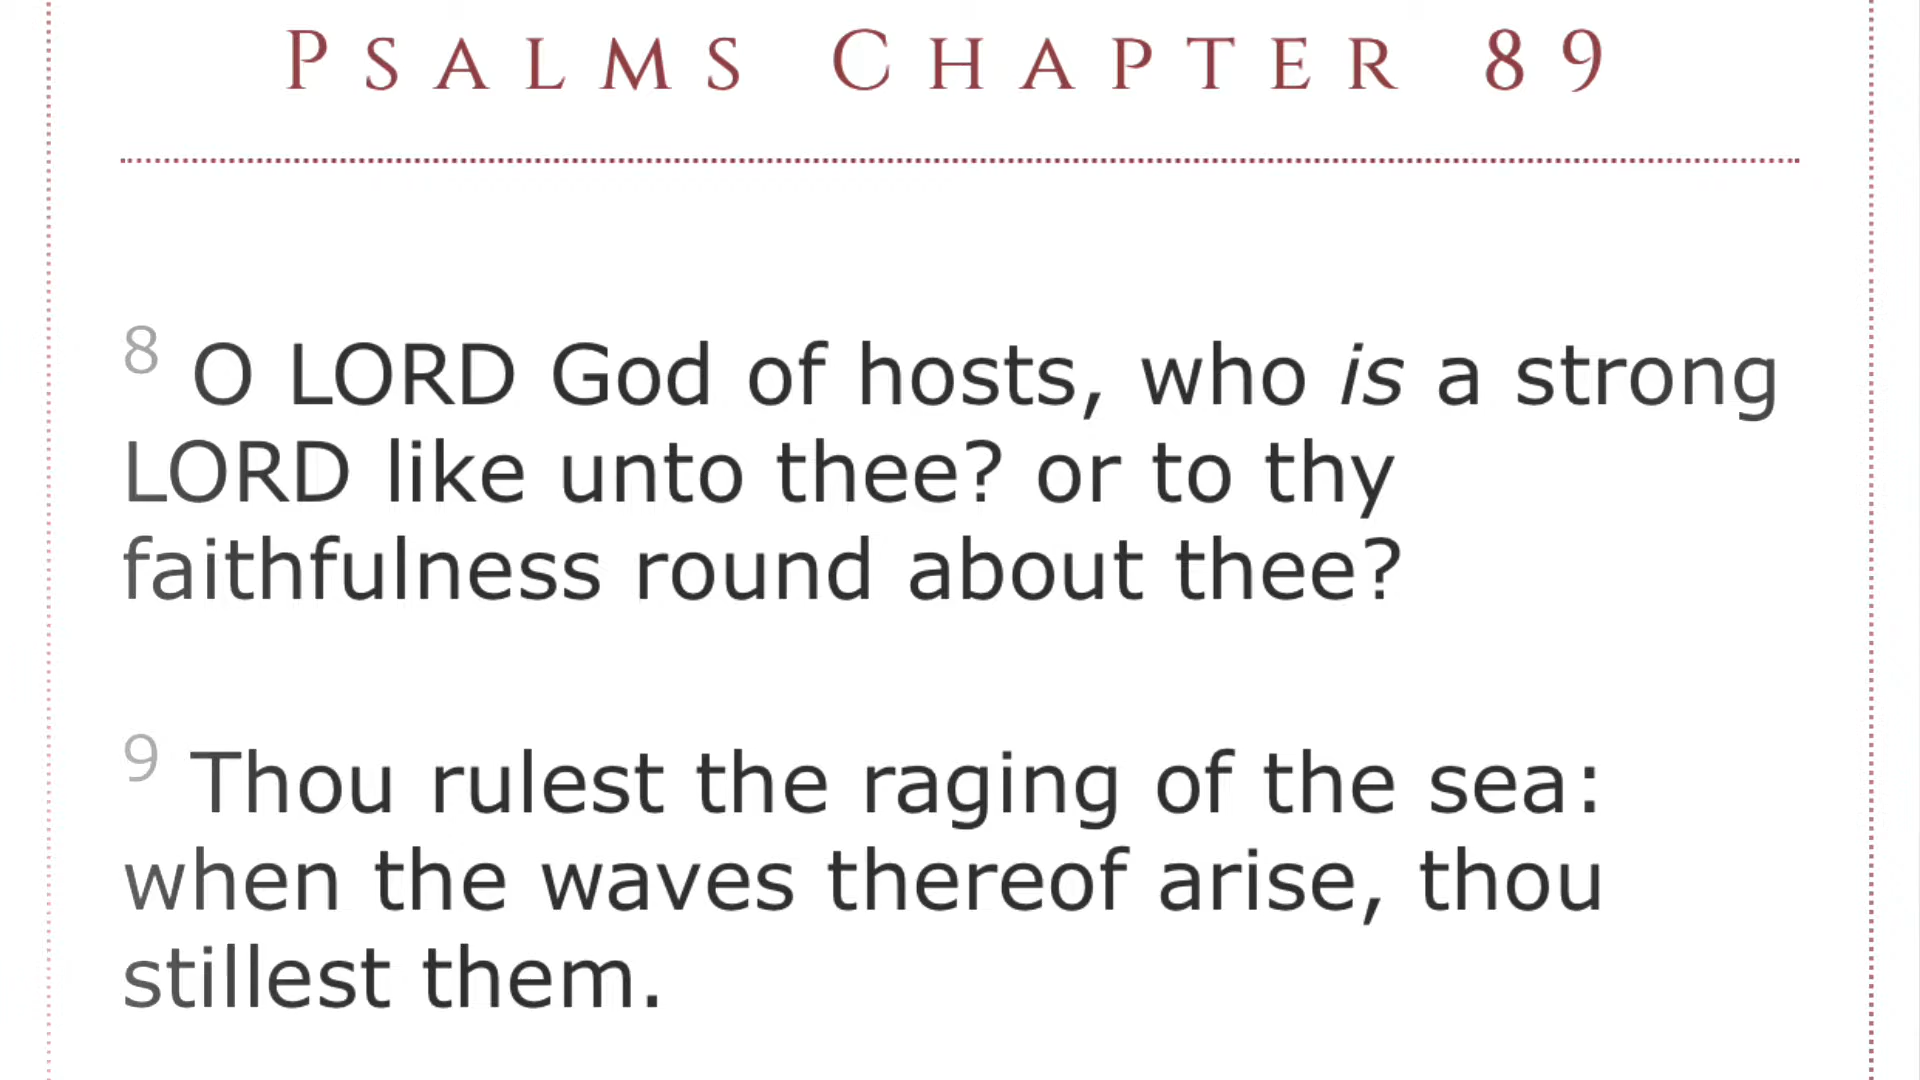 Psalms Chapter 89
8 O LORD God of hosts, who is a strong
LORD like unto thee? or to thy
faithfulness round about thee?
9 Thou rulest the raging of the sea:
when the waves thereof arise, thou
stillest them.